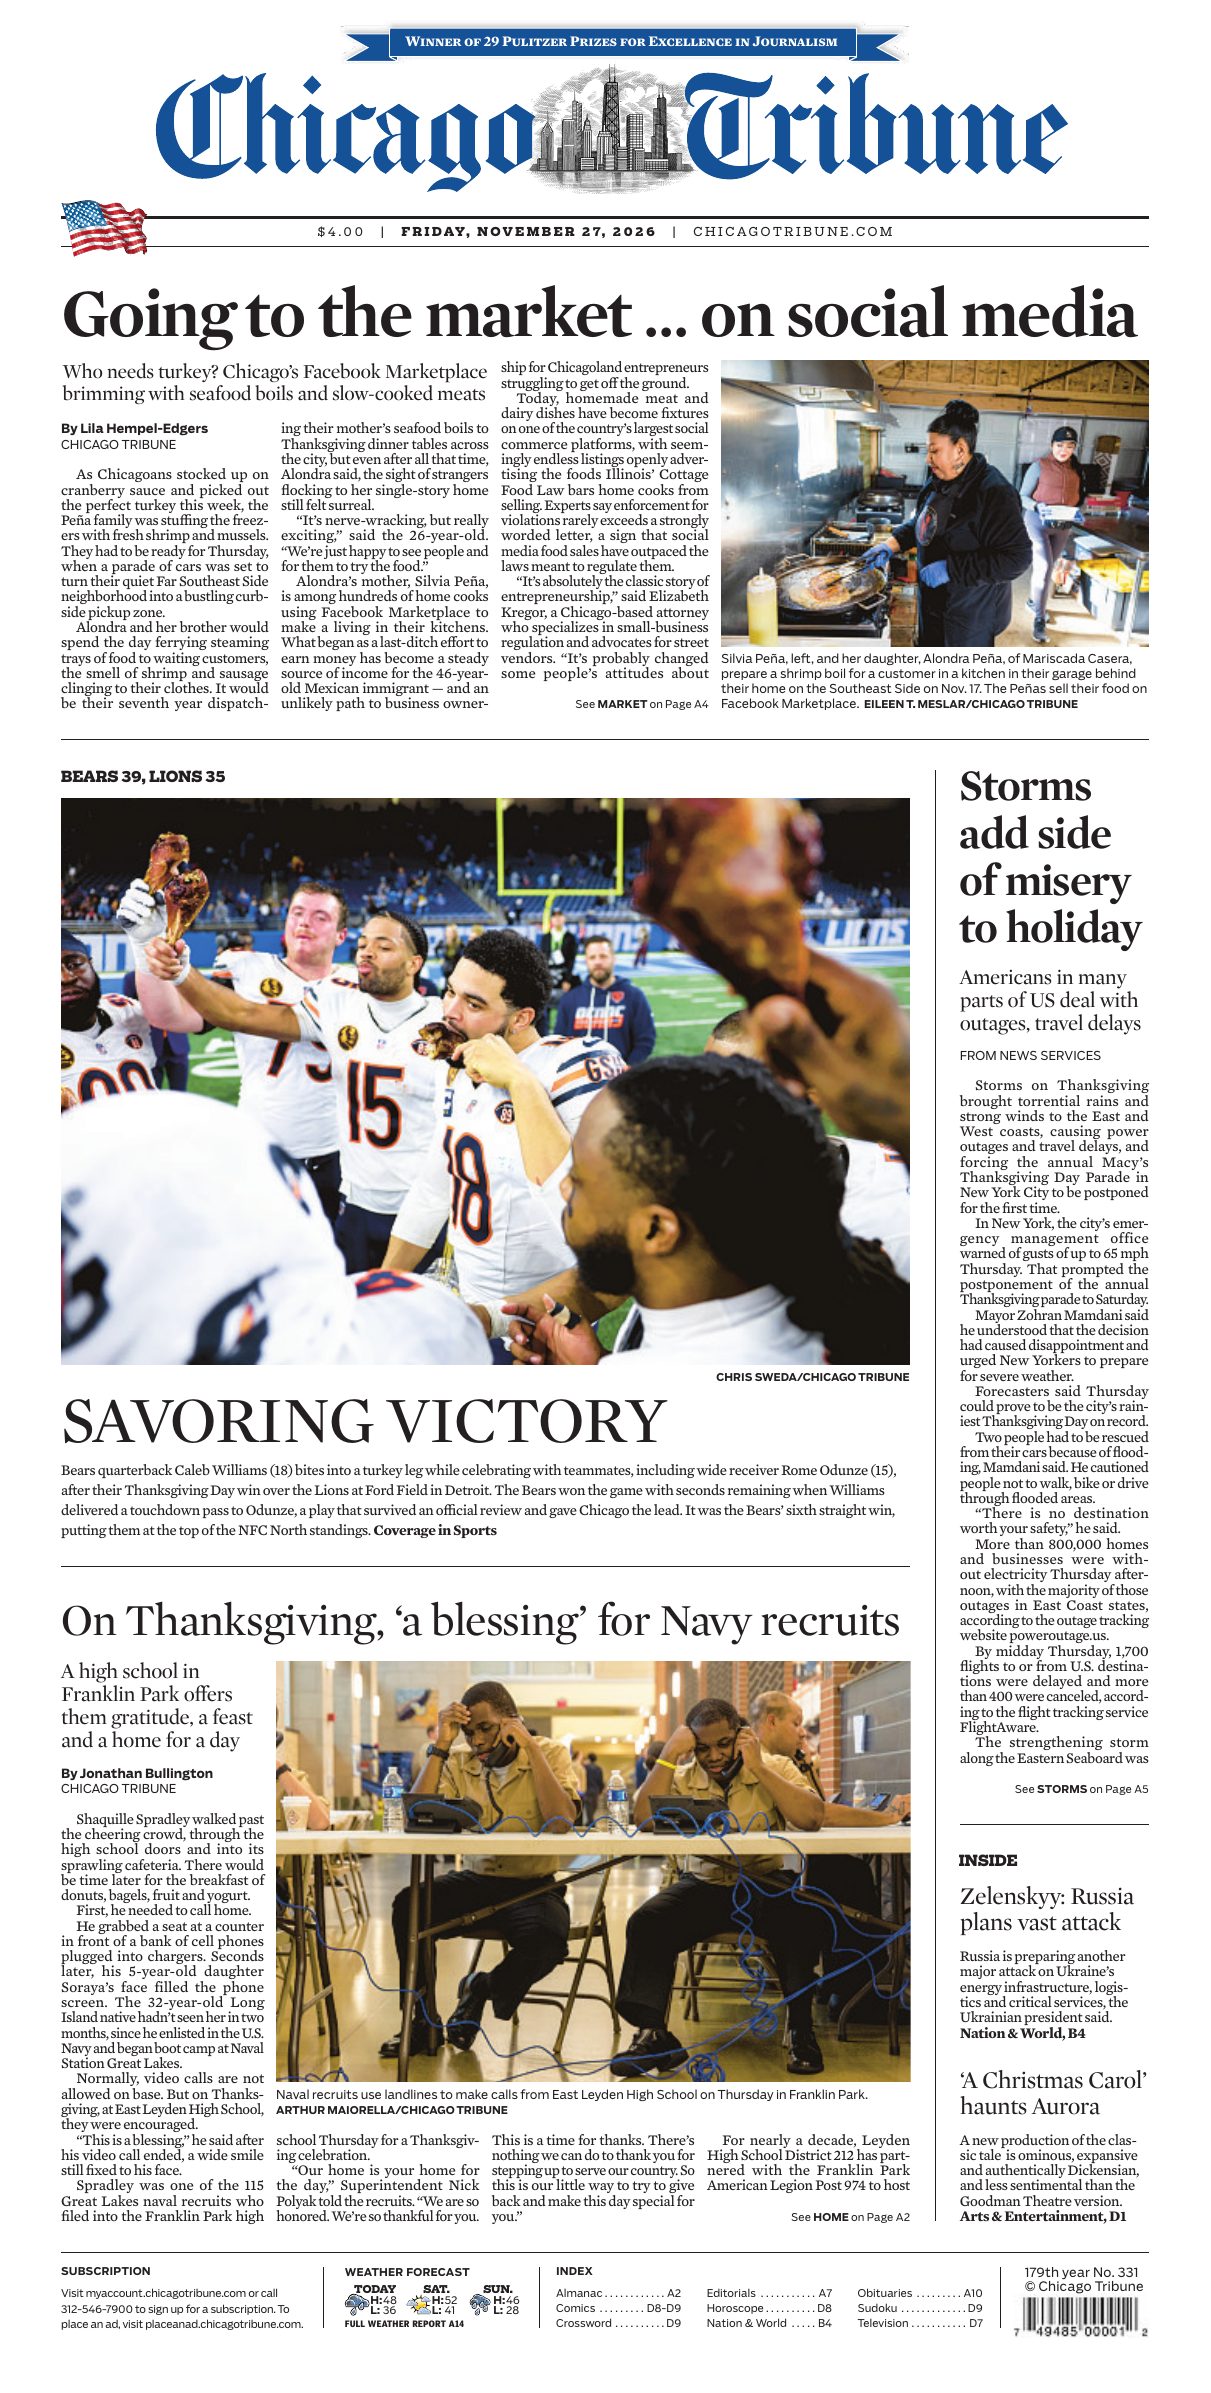 WINNER OF 29 PULITZER PRIZES FOR EXCELLENCE IN JOURNALISM
Chicago Tribune
$4.00 | FRIDAY, NOVEMBER 27, 2026 | CHICAGOTRIBUNE.COM
Going to the market ... on social media
Who needs turkey? Chicago’s Facebook Marketplace
brimming with seafood boils and slow-cooked meats
By Lila Hempel-Edgers
CHICAGO TRIBUNE
As Chicagoans stocked up on
cranberry sauce and picked out
the perfect turkey this week, the
Peña family was stuffing the freez-
ers with fresh shrimp and mussels.
They had to be ready for Thursday,
when a parade of cars was set to
turn their quiet Far Southeast Side
neighborhood into a bustling curb-
side pickup zone.
Alondra and her brother would
spend the day ferrying steaming
trays of food to waiting customers,
the smell of shrimp and sausage
clinging to their clothes. It would
be their seventh year dispatch-
ing their mother’s seafood boils to
Thanksgiving dinner tables across
the city, but even after all that time,
Alondra said, the sight of strangers
flocking to her single-story home
still felt surreal.
“It’s nerve-wracking, but really
exciting,” said the 26-year-old.
“We’re just happy to see people and
for them to try the food.”
Alondra’s mother, Silvia Peña,
is among hundreds of home cooks
using Facebook Marketplace to
make a living in their kitchens.
What began as a last-ditch effort to
earn money has become a steady
source of income for the 46-year-
old Mexican immigrant — and an
unlikely path to business owner-
ship for Chicagoland entrepreneurs
struggling to get off the ground.
Today, homemade meat and
dairy dishes have become fixtures
on one of the country’s largest social
commerce platforms, with seem-
ingly endless listings openly adver-
tising the foods Illinois’ Cottage
Food Law bars home cooks from
selling. Experts say enforcement for
violations rarely exceeds a strongly
worded letter, a sign that social
media food sales have outpaced the
laws meant to regulate them.
“It’s absolutely the classic story of
entrepreneurship,” said Elizabeth
Kregor, a Chicago-based attorney
who specializes in small-business
regulation and advocates for street
vendors. “It’s probably changed
some people’s attitudes about
See MARKET on Page A4
Silvia Peña, left, and her daughter, Alondra Peña, of Mariscada Casera,
prepare a shrimp boil for a customer in a kitchen in their garage behind
their home on the Southeast Side on Nov. 17. The Peñas sell their food on
Facebook Marketplace. EILEEN T. MESLAR/CHICAGO TRIBUNE
BEARS 39, LIONS 35
LIONS
15
18
CHRIS SWEDA/CHICAGO TRIBUNE
SAVORING VICTORY
Bears quarterback Caleb Williams (18) bites into a turkey leg while celebrating with teammates, including wide receiver Rome Odunze (15),
after their Thanksgiving Day win over the Lions at Ford Field in Detroit. The Bears won the game with seconds remaining when Williams
delivered a touchdown pass to Odunze, a play that survived an official review and gave Chicago the lead. It was the Bears’ sixth straight win,
putting them at the top of the NFC North standings. Coverage in Sports
On Thanksgiving, ‘a blessing’ for Navy recruits
A high school in
Franklin Park offers
them gratitude, a feast
and a home for a day
By Jonathan Bullington
CHICAGO TRIBUNE
Shaquille Spradley walked past
the cheering crowd, through the
high school doors and into its
sprawling cafeteria. There would
be time later for the breakfast of
donuts, bagels, fruit and yogurt.
First, he needed to call home.
He grabbed a seat at a counter
in front of a bank of cell phones
plugged into chargers. Seconds
later, his 5-year-old daughter
Soraya’s face filled the phone
screen. The 32-year-old Long
Island native hadn’t seen her in two
months, since he enlisted in the U.S.
Navy and began boot camp at Naval
Station Great Lakes.
Normally, video calls are not
allowed on base. But on Thanks-
giving, at East Leyden High School,
they were encouraged.
“This is a blessing,” he said after
his video call ended, a wide smile
still fixed to his face.
Spradley was one of the 115
Great Lakes naval recruits who
filed into the Franklin Park high
Naval recruits use landlines to make calls from East Leyden High School on Thursday in Franklin Park.
ARTHUR MAIORELLA/CHICAGO TRIBUNE
school Thursday for a Thanksgiv-
ing celebration.
“Our home is your home for
the day,” Superintendent Nick
Polyak told the recruits. “We are so
honored. We’re so thankful for you.
This is a time for thanks. There’s
nothing we can do to thank you for
stepping up to serve our country. So
this is our little way to try to give
back and make this day special for
you.”
For nearly a decade, Leyden
High School District 212 has part-
nered with the Franklin Park
American Legion Post 974 to host
See HOME on Page A2
Storms
add side
of misery
to holiday
Americans in many
parts of US deal with
outages, travel delays
FROM NEWS SERVICES
Storms on Thanksgiving
brought torrential rains and
strong winds to the East and
West coasts, causing power
outages and travel delays, and
forcing the annual Macy’s
Thanksgiving Day Parade in
New York City to be postponed
for the first time.
In New York, the city’s emer-
gency management office
warned of gusts of up to 65 mph
Thursday. That prompted the
postponement of the annual
Thanksgiving parade to Saturday.
Mayor Zohran Mamdani said
he understood that the decision
had caused disappointment and
urged New Yorkers to prepare
for severe weather.
Forecasters said Thursday
could prove to be the city’s rain-
iest Thanksgiving Day on record.
Two people had to be rescued
from their cars because of flood-
ing, Mamdani said. He cautioned
people not to walk, bike or drive
through flooded areas.
“There is no destination
worth your safety,” he said.
More than 800,000 homes
and businesses were with-
out electricity Thursday after-
noon, with the majority of those
outages in East Coast states,
according to the outage tracking
website poweroutage.us.
By midday Thursday, 1,700
flights to or from U.S. destina-
tions were delayed and more
than 400 were canceled, accord-
ing to the flight tracking service
FlightAware.
The strengthening storm
along the Eastern Seaboard was
See STORMS on Page A5
INSIDE
Zelenskyy: Russia
plans vast attack
Russia is preparing another
major attack on Ukraine’s
energy infrastructure, logis-
tics and critical services, the
Ukrainian president said.
Nation & World, B4
‘A Christmas Carol’
haunts Aurora
A new production of the clas-
sic tale is ominous, expansive
and authentically Dickensian,
and less sentimental than the
Goodman Theatre version.
Arts & Entertainment, D1
SUBSCRIPTION
Visit myaccount.chicagotribune.com or call
312-546-7900 to sign up for a subscription. To
place an ad, visit placeanad.chicagotribune.com.
WEATHER FORECAST
TODAY SAT. SUN.
H:48 H:52 H:46
L: 36 L: 41 L: 28
FULL WEATHER REPORT A14
INDEX
Almanac............ A2
Comics ......... D8-D9
Crossword .......... D9
Editorials ........... A7
Horoscope.......... D8
Nation & World ..... B4
Obituaries ......... A10
Sudoku ............. D9
Television ........... D7
179th year No. 331
© Chicago Tribune
7 49485 00001 2